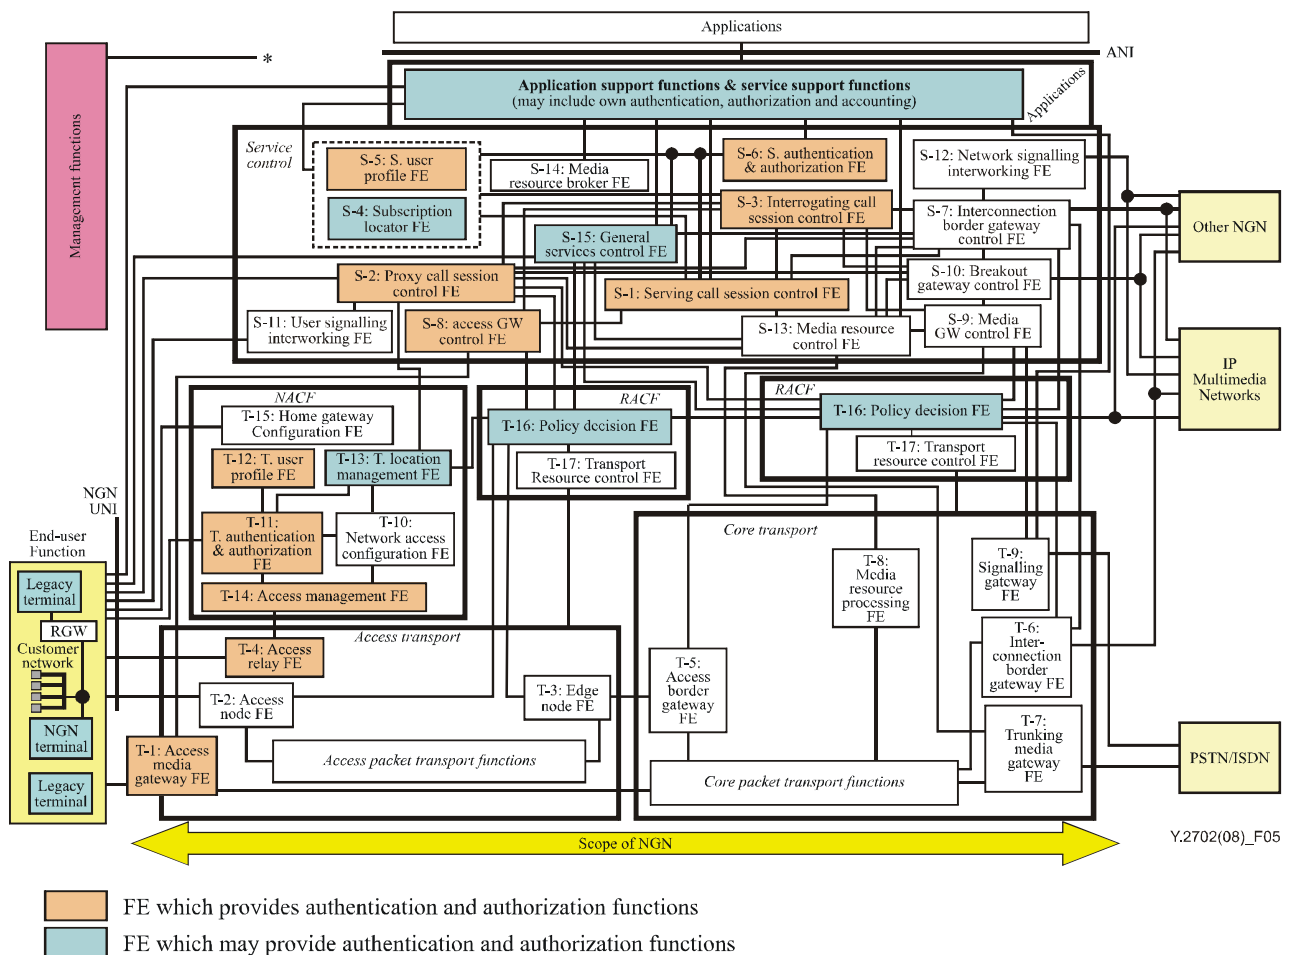 Applications
ANI
Management functions
*
Application support functions & service support functions
(may include own authentication, authorization and accounting)
Applications
Service
control
S-5: S. user
profile FE
S-14: Media
resource broker FE
S-6: S. authentication
& authorization FE
S-12: Network signalling
interworking FE
S-4: Subscription
locator FE
S-3: Interrogating call
session control FE
S-7: Interconnection
border gateway
control FE
Other NGN
S-15: General
services control FE
S-2: Proxy call session
control FE
S-1: Serving call session control FE
S-10: Breakout
gateway control FE
S-11: User signalling
interworking FE
S-8: access GW
control FE
S-13: Media resource
control FE
S-9: Media
GW control FE
IP
Multimedia
Networks
NACF
RACF
RACF
T-15: Home gateway
Configuration FE
T-16: Policy decision FE
T-16: Policy decision FE
T-12: T. user
profile FE
T-13: T. location
management FE
T-17: Transport
Resource control FE
T-17: Transport
resource control FE
NGN
UNI
T-11:
T. authentication
& authorization
FE
T-10:
Network access
configuration FE
Core transport
End-user
Function
T-8:
Media
resource
processing
FE
T-9:
Signalling
gateway
FE
Legacy
terminal
T-14: Access management FE
RGW
Access transport
Customer
network
T-4: Access
relay FE
T-6:
Inter-
connection
border
gateway FE
T-5:
Access
border
gateway
FE
T-2: Access
node FE
T-3: Edge
node FE
NGN
terminal
T-1: Access
media
gateway FE
Access packet transport functions
T-7:
Trunking
media
gateway
FE
PSTN/ISDN
Legacy
terminal
Core packet transport functions
Scope of NGN
Y.2702(08)_F05
FE which provides authentication and authorization functions
FE which may provide authentication and authorization functions